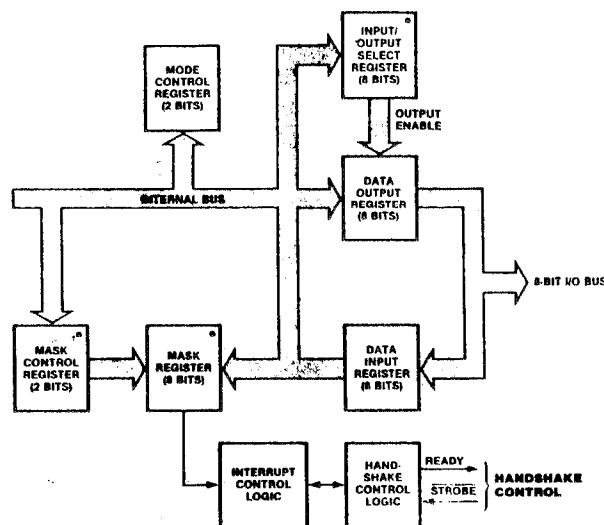 INPUT/
OUTPUT
SELECT
REGISTER
(8 BITS)
MODE
CONTROL
REGISTER
(2 BITS)
OUTPUT
ENABLE
INTERNAL BUS
DATA
OUTPUT
REGISTER
(8 BITS)
8-BIT I/O BUS
MASK
CONTROL
REGISTER
(2 BITS)
MASK
REGISTER
(8 BITS)
DATA
INPUT
REGISTER
(8 BITS)
INTERRUPT
CONTROL
LOGIC
HAND-
SHAKE
CONTROL
LOGIC
READY
STROBE
HANDSHAKE
CONTROL